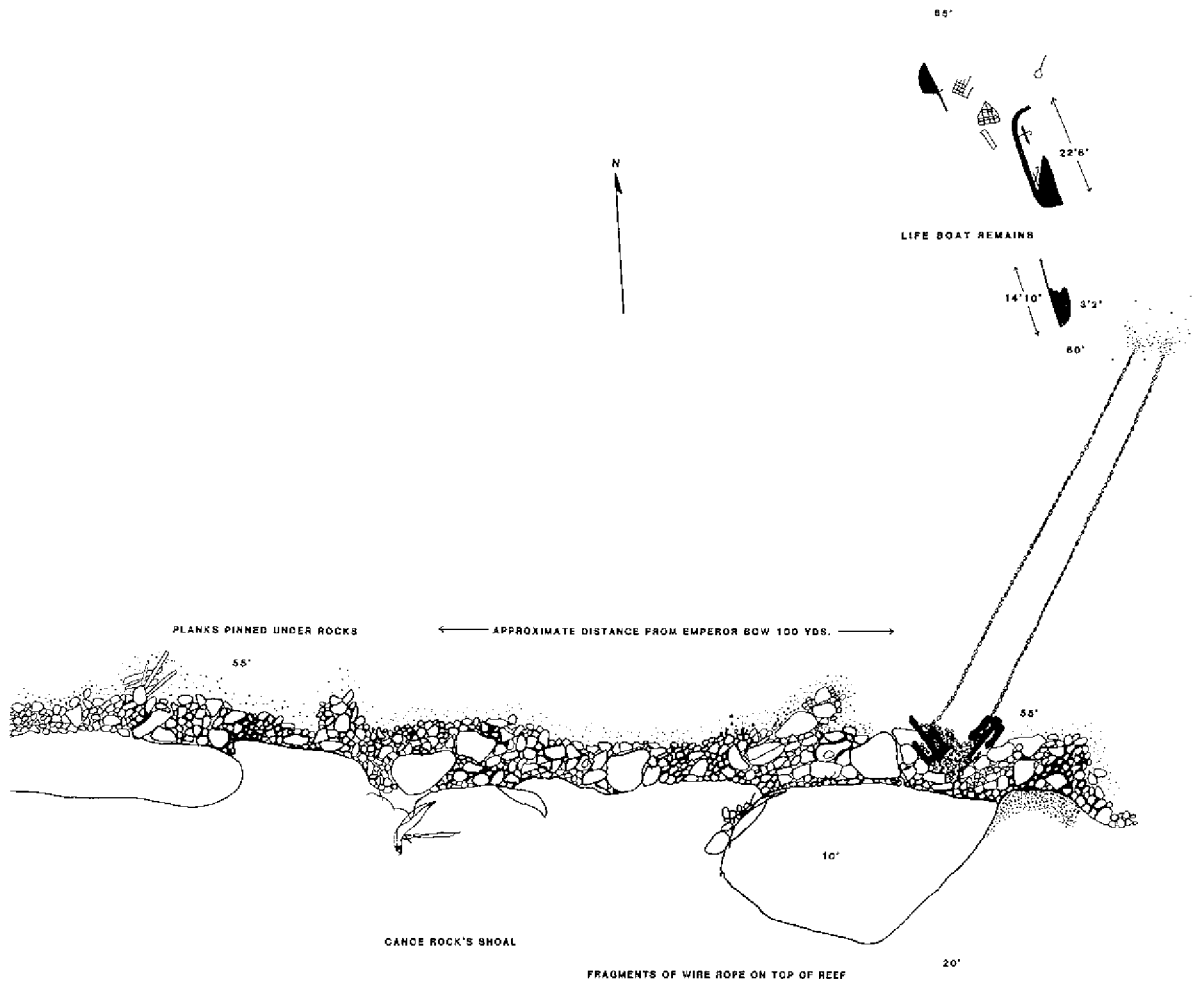 65'
N
22'6"
LIFE BOAT REMAINS
14'10"
3'2"
60'
PLANKS PINNED UNDER ROCKS
APPROXIMATE DISTANCE FROM EMPEROR BOW 100 YDS.
55'
55'
10'
CANOE ROCK'S SHOAL
20'
FRAGMENTS OF WIRE ROPE ON TOP OF REEF